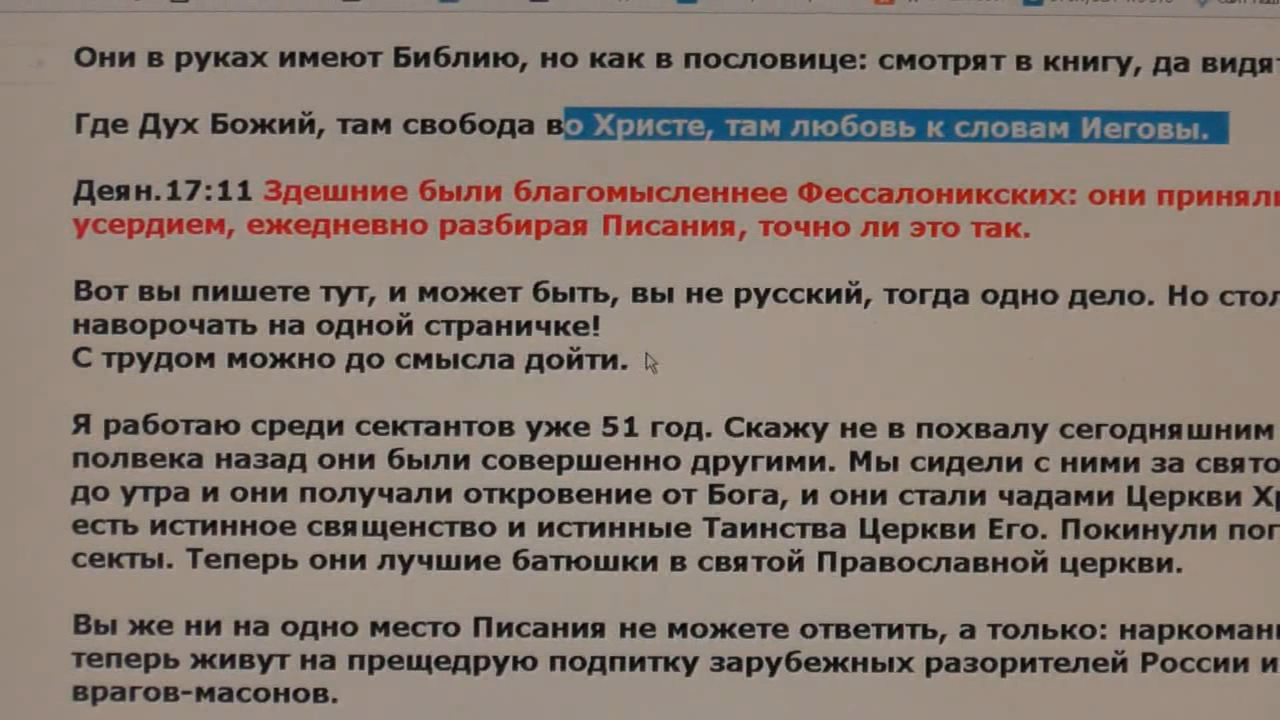 Они в руках имеют Библию, но как в пословице: смотрят в книгу, да
Где Дух Божий, там свобода во Христе, там любовь к словам Иеговы.
Деян.17:11 Здешние были благомысленнее Фессалоникских: они
усердием, ежедневно разбирая Писания, точно ли это так.
Вот вы пишете тут, и может быть, вы не русский, тогда одно дело. Но
наворочать на одной страничке!
С трудом можно до смысла дойти.
Я работаю среди сектантов уже 51 год. Скажу не в похвалу сегодняшним
полвека назад они были совершенно другими. Мы сидели с ними за
до утра и они получали откровение от Бога, и они стали чадами Церкви
есть истинное священство и истинные Таинства Церкви Его. Покинули
секты. Теперь они лучшие батюшки в святой Православной церкви.
Вы же ни на одно место Писания не можете ответить, а только:
теперь живут на прещедрую подпитку зарубежных разорителей России и
врагов-масонов.